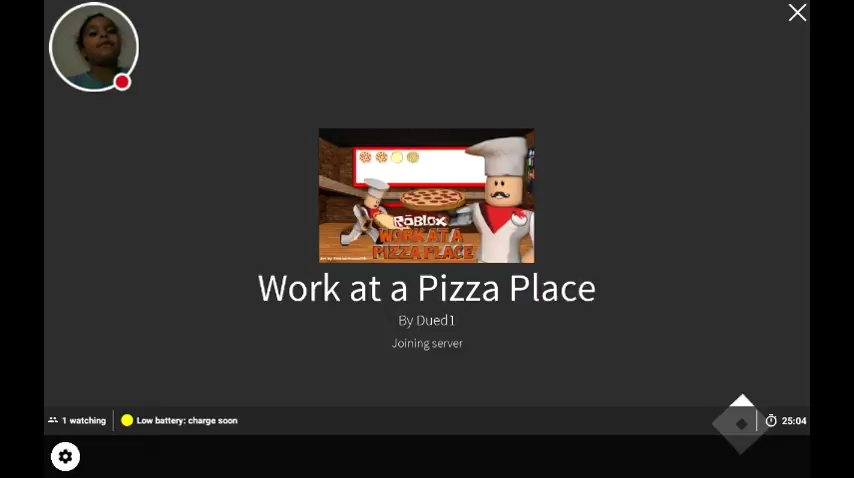 ROBLOX
WORK AT A
PIZZA PLACE
Work at a Pizza Place
By Dued1
Joining server
1 watching
Low battery: charge soon
25:04